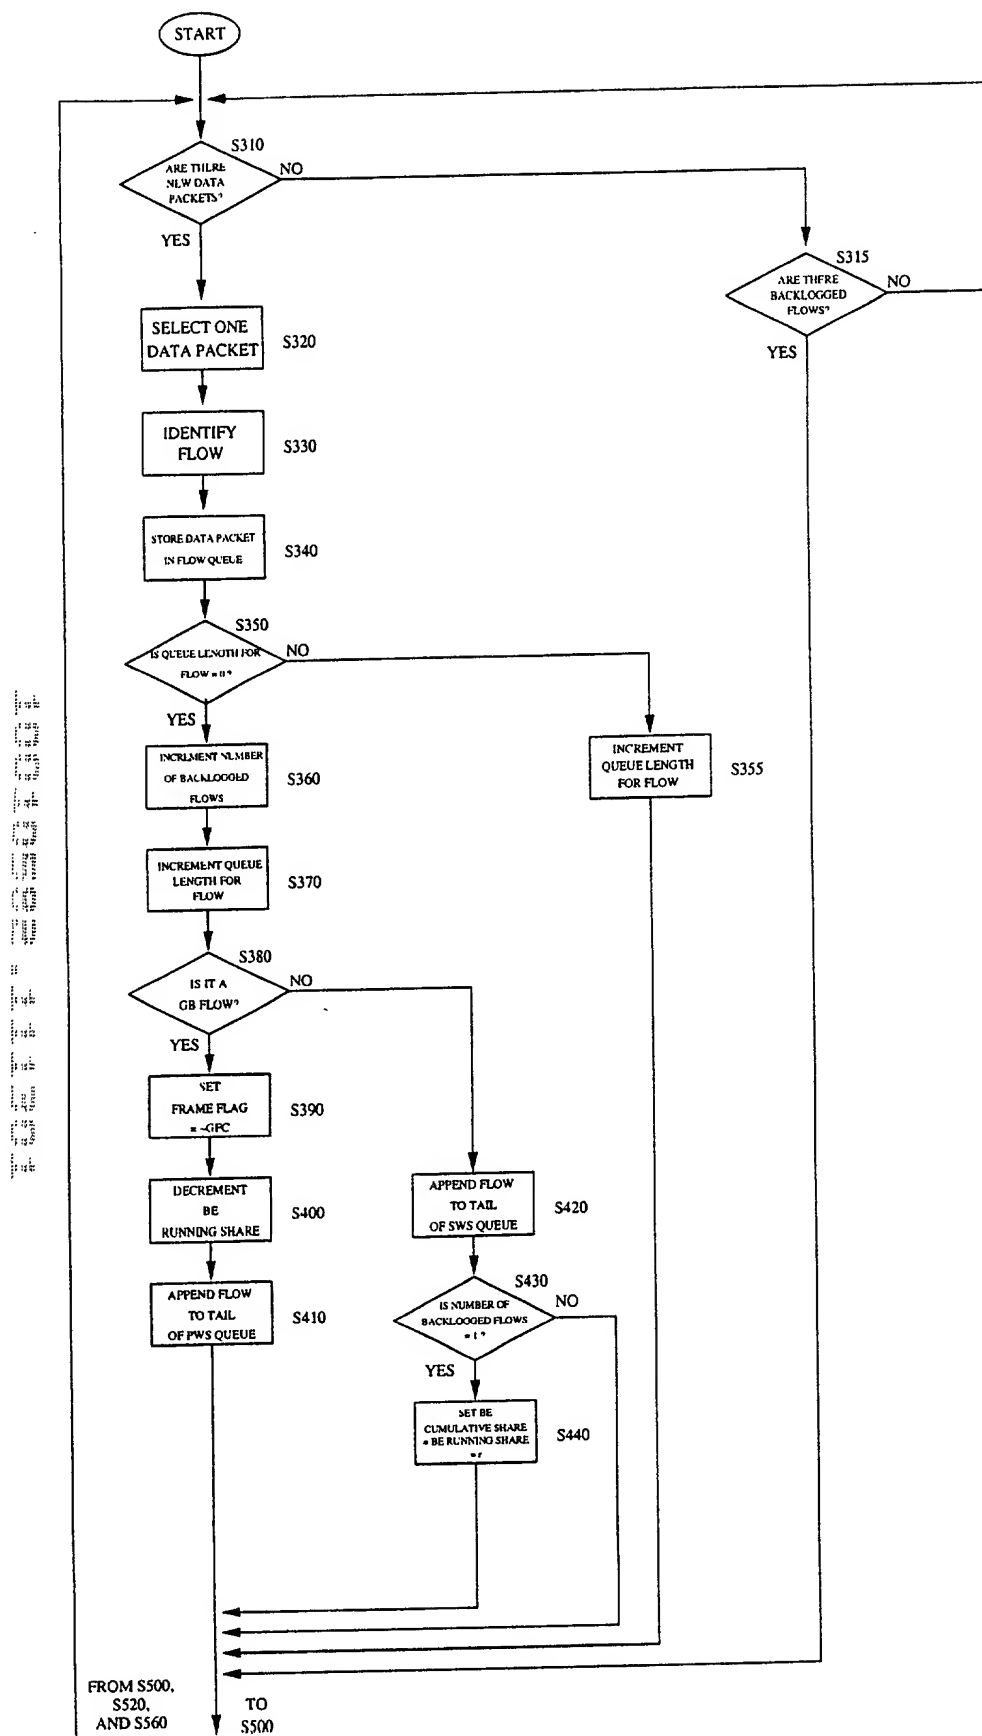 START
S310
ARE THERE
NEW DATA
PACKETS?
NO
YES
S315
ARE THERE
BACKLOGGED
FLOWS?
NO
YES
SELECT ONE
DATA PACKET
S320
IDENTIFY
FLOW
S330
STORE DATA PACKET
IN FLOW QUEUE
S340
S350
IS QUEUE LENGTH FOR
FLOW = 0 ?
NO
YES
INCREMENT NUMBER
OF BACKLOGGED
FLOWS
S360
INCREMENT
QUEUE LENGTH
FOR FLOW
S355
INCREMENT QUEUE
LENGTH FOR
FLOW
S370
S380
IS IT A
GB FLOW?
NO
YES
SET
FRAME FLAG
= ~GFC
S390
DECREMENT
BE
RUNNING SHARE
S400
APPEND FLOW
TO TAIL
OF SWS QUEUE
S420
APPEND FLOW
TO TAIL
OF PWS QUEUE
S410
S430
IS NUMBER OF
BACKLOGGED FLOWS
= 1 ?
NO
YES
SET BE
CUMULATIVE SHARE
= BE RUNNING SHARE
= r
S440
FROM S500,
S520,
AND S560
TO
S500